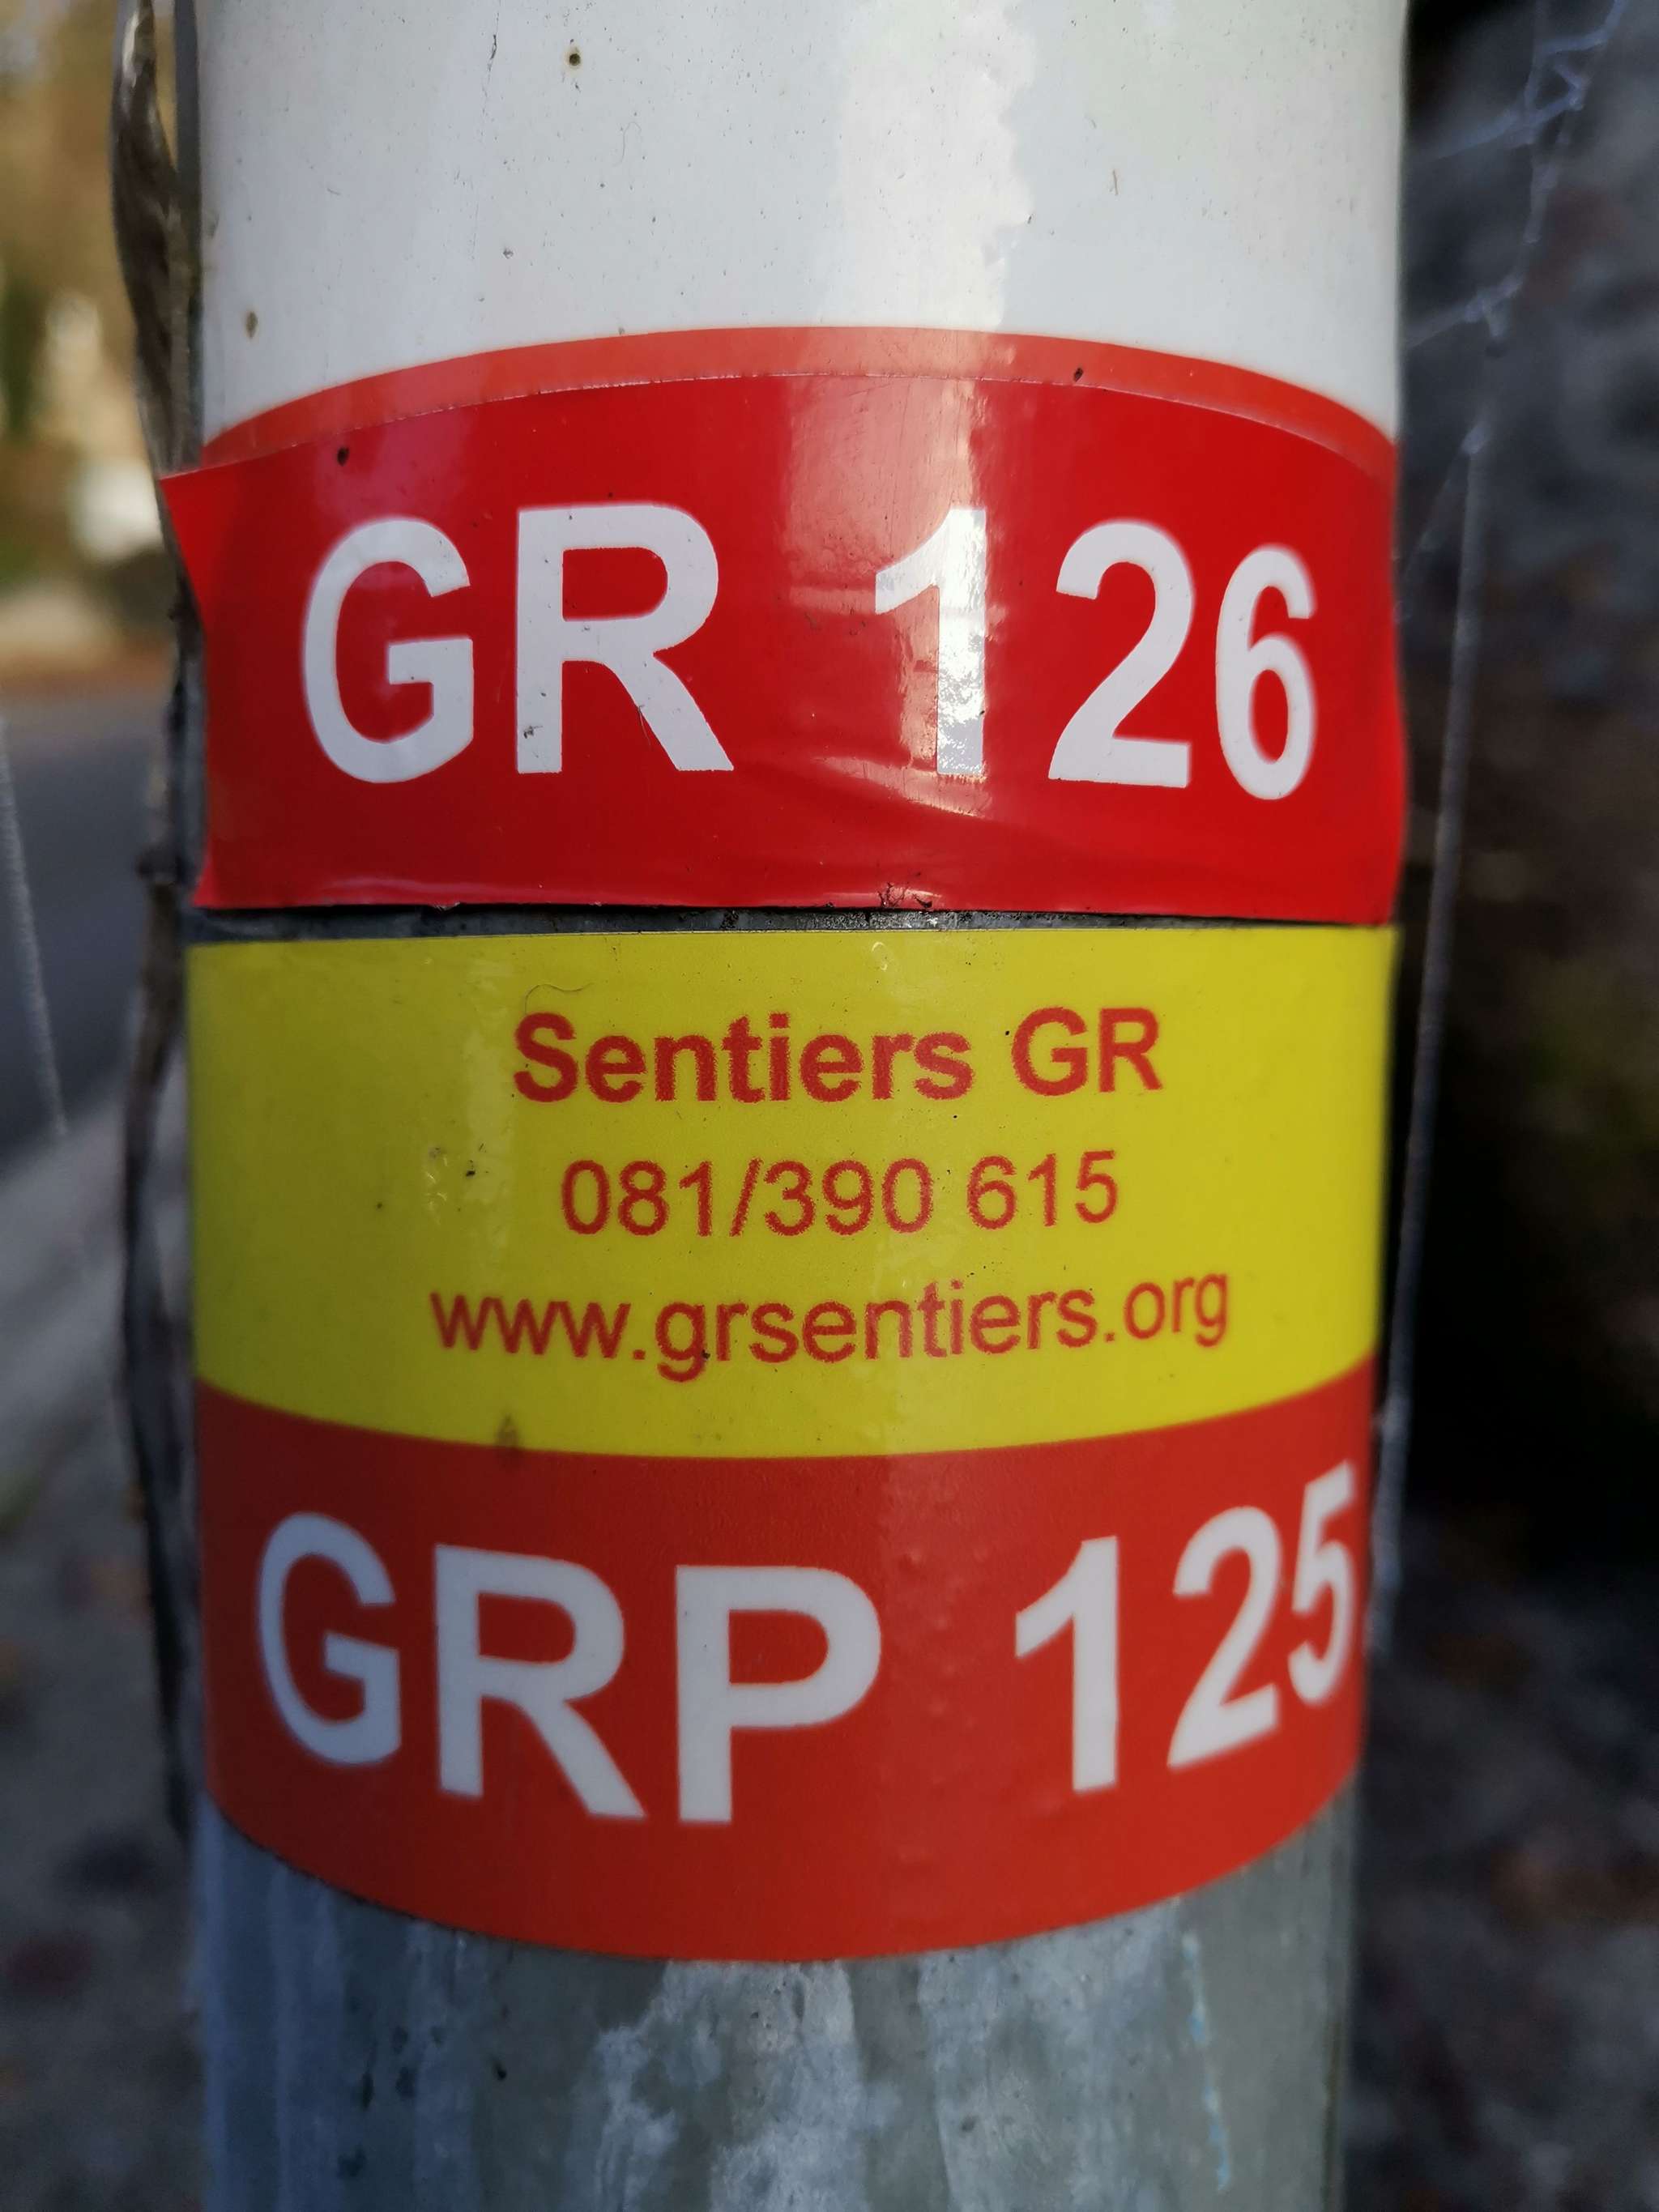 GR 126
Sentiers GR
081/390 615
www.grsentiers.org
GRP 125